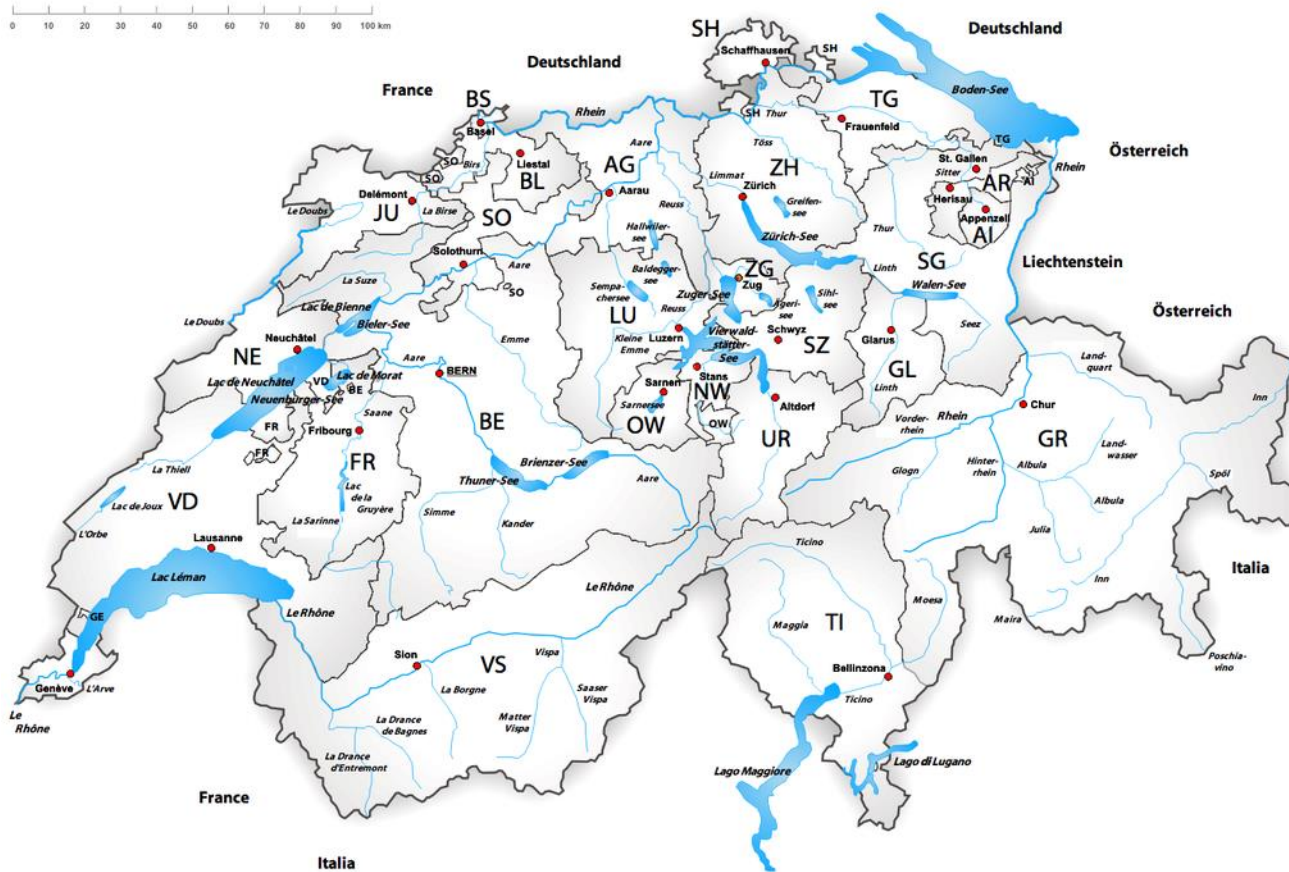 0 10 20 30 40 50 60 70 80 90 100 km
SH
Deutschland
Schaffhausen
SH
Deutschland
France
BS
Rhein
SH
Thur
TG
Boden-See
Basel
Frauenfeld
TG
Österreich
SO
Birs
Liestal
BL
AG
Aare
Töss
ZH
St. Gallen
Rhein
SO
Sitter
AR
AI
Delémont
Aarau
Limmat
Zürich
Herisau
Le Doubs
JU
La Birse
SO
Reuss
Greifen-
see
Appenzell
AI
Hallwiler-
see
Zürich-See
Thur
Solothurn
Aare
Baldegger-
see
ZG
Linth
SG
Liechtenstein
La Suze
SO
Sempa-
chersee
Zug
Zuger-See
Ägeri-
see
Sihl-
see
Walen-See
Österreich
Lac de Bienne
LU
Reuss
Le Doubs
Bieler-See
Luzern
Vierwald-
stätter-
See
Schwyz
SZ
Glarus
Seez
Neuchâtel
Emme
Kleine
Emme
NE
Aare
BERN
Stans
GL
Land-
quart
Lac de Neuchâtel
VD
Lac de Morat
BE
Sarnen
NW
Linth
Inn
Neuenburger-See
Saane
Sarnersee
Altdorf
Chur
FR
Fribourg
BE
OW
OW
UR
Vorder-
rhein
Rhein
GR
FR
FR
Brienzer-See
Land-
wasser
La Thiell
Lac
de la
Gruyère
Thuner-See
Aare
Glogn
Hinter-
rhein
Albula
Spöl
Lac de Joux
VD
Simme
Kander
Albula
L'Orbe
La Sarinne
Julia
Lausanne
Ticino
Lac Léman
Le Rhône
Inn
Italia
GE
Le Rhône
Moesa
Maira
Maggia
TI
Sion
VS
Vispa
Bellinzona
Poschia-
vino
Genève
L'Arve
La Borgne
Saaser
Vispa
Ticino
Le
Rhône
La Drance
de Bagnes
Matter
Vispa
La Drance
d'Entremont
Lago Maggiore
Lago di Lugano
France
Italia